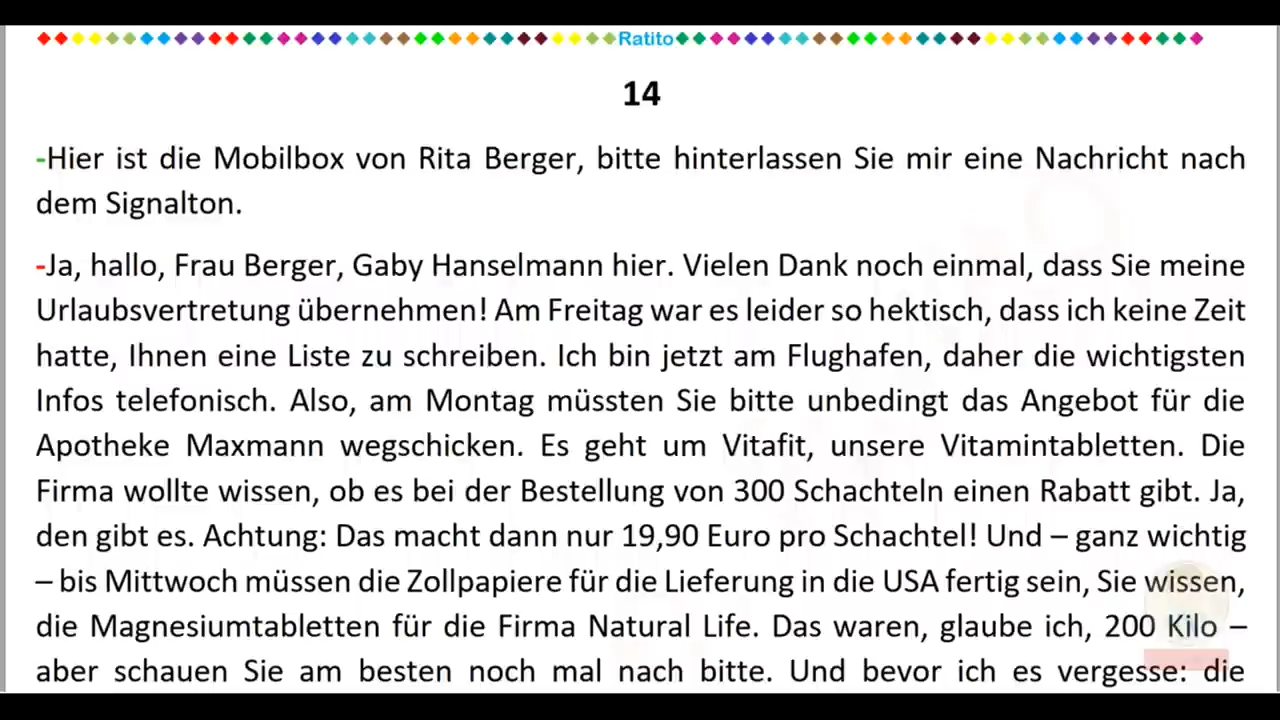 Ratito
14
-Hier ist die Mobilbox von Rita Berger, bitte hinterlassen Sie mir eine Nachricht nach
dem Signalton.
-Ja, hallo, Frau Berger, Gaby Hanselmann hier. Vielen Dank noch einmal, dass Sie meine
Urlaubsvertretung übernehmen! Am Freitag war es leider so hektisch, dass ich keine Zeit
hatte, Ihnen eine Liste zu schreiben. Ich bin jetzt am Flughafen, daher die wichtigsten
Infos telefonisch. Also, am Montag müssten Sie bitte unbedingt das Angebot für die
Apotheke Maxmann wegschicken. Es geht um Vitafit, unsere Vitamintabletten. Die
Firma wollte wissen, ob es bei der Bestellung von 300 Schachteln einen Rabatt gibt. Ja,
den gibt es. Achtung: Das macht dann nur 19,90 Euro pro Schachtel! Und – ganz wichtig
– bis Mittwoch müssen die Zollpapiere für die Lieferung in die USA fertig sein, Sie wissen,
die Magnesiumtabletten für die Firma Natural Life. Das waren, glaube ich, 200 Kilo –
aber schauen Sie am besten noch mal nach bitte. Und bevor ich es vergesse: die